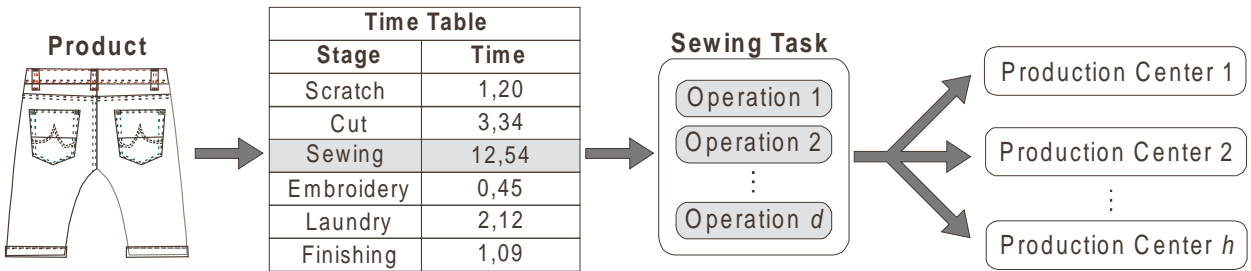 Product
Time Table
Stage Time
Scratch 1,20
Cut 3,34
Sewing 12,54
Embroidery 0,45
Laundry 2,12
Finishing 1,09
Sewing Task
Operation 1
Operation 2
⋮
Operation d
Production Center 1
Production Center 2
⋮
Production Center h